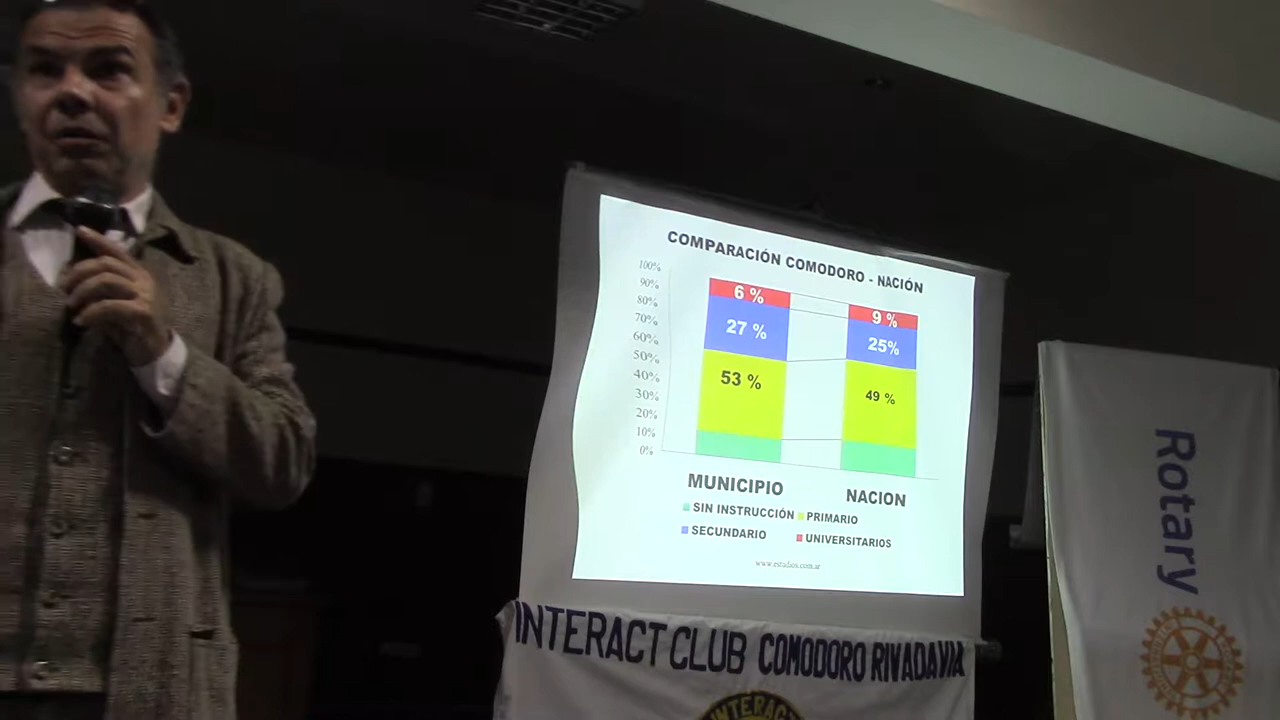 COMPARACIÓN COMODORO - NACIÓN
100%
90%
80%
70%
60%
50%
40%
30%
20%
10%
0%
6 %
27 %
53 %
9 %
25%
49 %
MUNICIPIO
NACION
SIN INSTRUCCIÓN
PRIMARIO
SECUNDARIO
UNIVERSITARIOS
www.estudios.com.ar
INTERACT CLUB COMODORO RIVADAVIA
INTERACT
Rotary